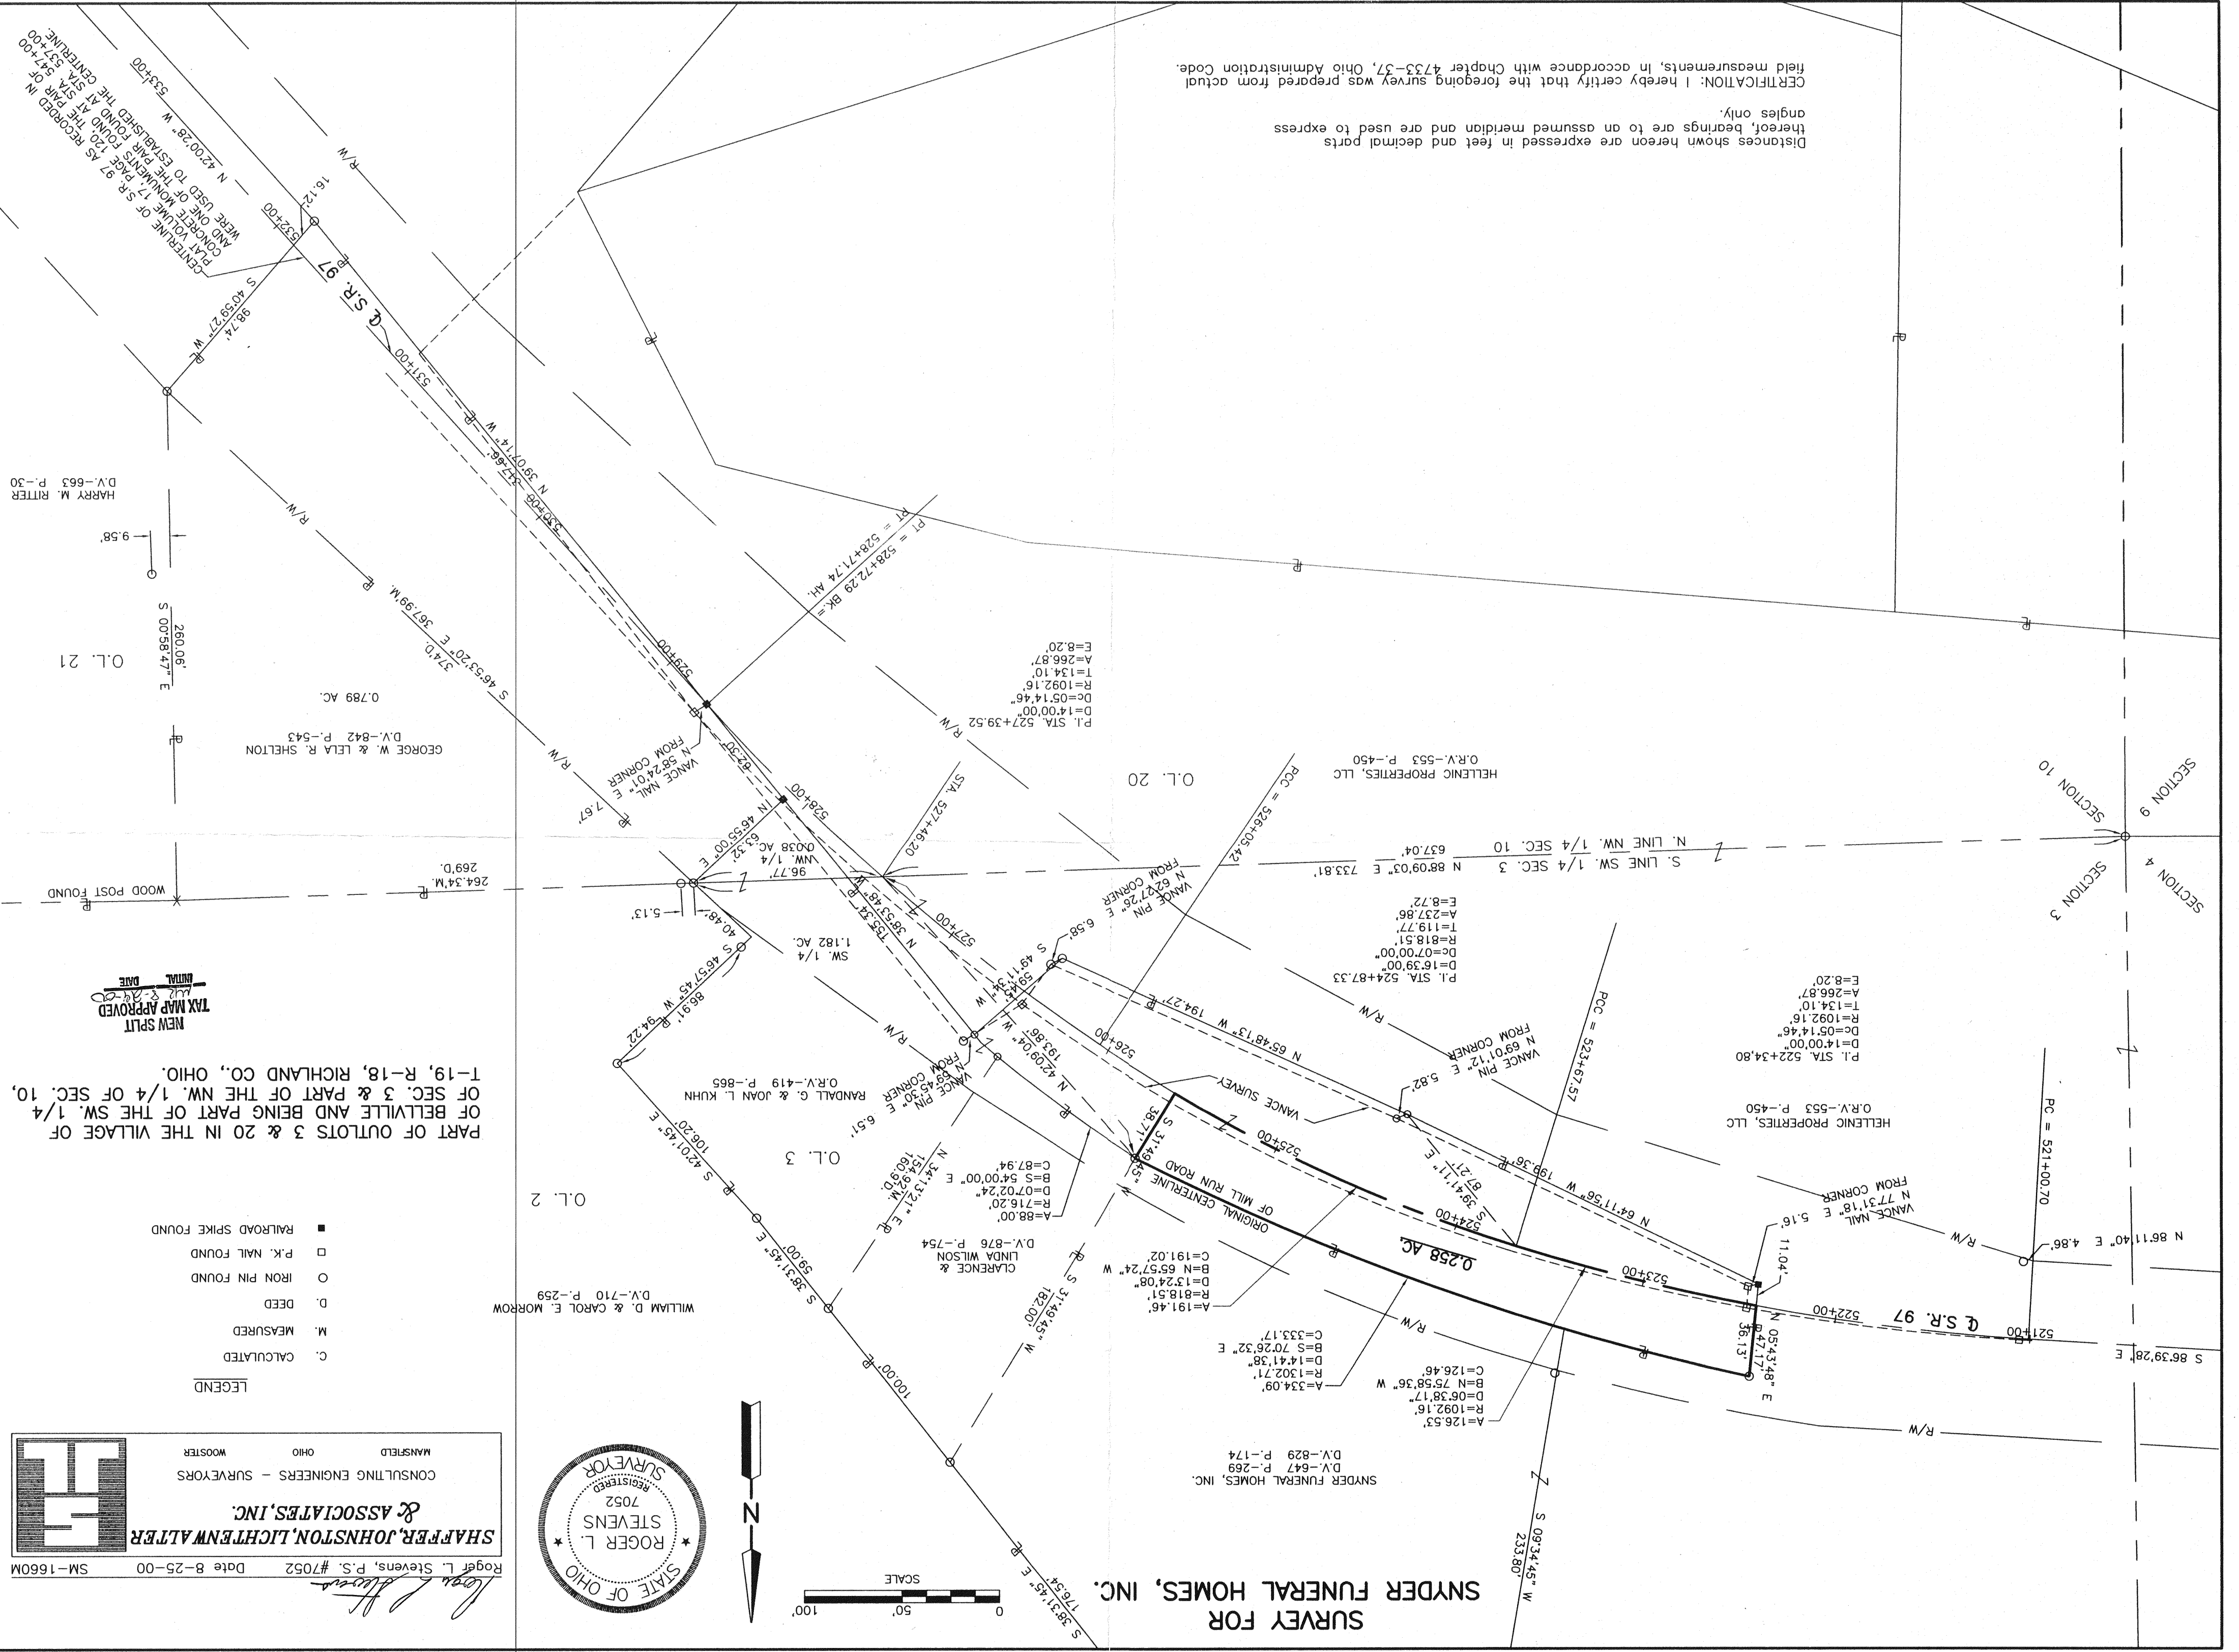 SURVEY FOR
SNYDER FUNERAL HOMES, INC.
0 50' 100'
SCALE
STATE OF OHIO
ROGER L.
STEVENS
7052
REGISTERED
SURVEYOR
N
Roger L. Stevens, P.S. #7052 Date 8-25-00 SM-1660M
SHAFFER, JOHNSTON, LICHTENWALTER
& ASSOCIATES, INC.
CONSULTING ENGINEERS - SURVEYORS
MANSFIELD OHIO WOOSTER
LEGEND
C. CALCULATED
M. MEASURED
D. DEED
IRON PIN FOUND
P.K. NAIL FOUND
RAILROAD SPIKE FOUND
PART OF OUTLOTS 3 & 20 IN THE VILLAGE OF
OF BELLVILLE AND BEING PART OF THE SW. 1/4
OF SEC. 3 & PART OF THE NW. 1/4 OF SEC. 10,
T-19, R-18, RICHLAND CO., OHIO.
NEW SPLIT
TAX MAP APPROVED
INITIAL DATE
S 38°31'45" E
176.54'
S 09°34'45" W
233.80'
SNYDER FUNERAL HOMES, INC.
D.V.-647 P.-269
D.V.-829 P.-174
100.00'
R/W
A=126.53'
R=1092.16'
D=06°38'17"
B=N 75°58'36" W
C=126.46'
A=334.09'
R=1302.71'
D=14°41'38"
B=S 70°26'32" E
C=333.17'
A=191.46'
R=818.51'
D=13°24'08"
B=N 65°57'24" W
C=191.02'
S 31°49'45" W
182.00'
WILLIAM D. & CAROL E. MORROW
D.V.-710 P.-259
S 38°31'45" E
59.00'
CLARENCE &
LINDA WILSON
D.V.-876 P.-754
A=88.00'
R=716.20'
D=07°02'24"
B=S 54°00'00" E
C=87.94'
N 34°13'21" E
154.92'M.
160.9'D.
O.L. 2
O.L. 3
S 42°01'45" E
106.20'
S 86°39'28" E
521+00
℄ S.R. 97
522+00
523+00
524+00
525+00
526+00
527+00
528+00
529+00
530+00
531+00
532+00
533+00
N 05°43'48" E
47.17'
36.13'
11.04'
5.16'
VANCE NAIL
N 77°31'18" E
FROM CORNER
N 86°11'40" E 4.86'
R/W
0.258 AC.
ORIGINAL CENTERLINE
OF MILL RUN ROAD
S 31°49'45" W
38.71'
VANCE SURVEY
S 39°41'11" E
87.21'
N 64°11'56" W 199.36'
5.82'
VANCE PIN
N 69°01'12" E
FROM CORNER
N 65°48'13" W 194.27'
PC = 521+00.70
PCC = 523+67.57
PCC = 526+05.42
HELLENIC PROPERTIES, LLC
O.R.V.-553 P.-450
P.I. STA. 522+34.80
D=14°00'00"
Dc=05°14'46"
R=1092.16'
T=134.10'
A=266.87'
E=8.20'
P.I. STA. 524+87.33
D=16°39'00"
Dc=07°00'00"
R=818.51'
T=119.77'
A=237.86'
E=8.72'
RANDALL G. & JOAN L. KUHN
O.R.V.-419 P.-865
VANCE PIN
N 59°45'30" E
FROM CORNER
6.51'
N 42°09'04" W
193.86'
S 49°11'34" W
59.45'
6.58'
VANCE PIN
N 62°27'26" E
FROM CORNER
94.22'
86.91'
S 46°57'45" W
40.48'
5.13'
SW. 1/4
1.182 AC.
N 38°53'48" W
155.34'
96.77'
NW. 1/4
0.038 AC.
63.32'
N 46°55'00" E
264.34'M.
269'D.
WOOD POST FOUND
SECTION 4
SECTION 3
SECTION 9
SECTION 10
S. LINE SW 1/4 SEC. 3 N 88°09'03" E 733.81'
N. LINE NW. 1/4 SEC. 10 637.04'
STA. 527+46.20
HELLENIC PROPERTIES, LLC
O.R.V.-553 P.-450
O.L. 20
P.I. STA. 527+39.52
D=14°00'00"
Dc=05°14'46"
R=1092.16'
T=134.10'
A=266.87'
E=8.20'
VANCE NAIL
N 58°24'01" E
FROM CORNER
62.30'
7.67'
GEORGE W. & LELA R. SHELTON
D.V.-842 P.-543
0.789 AC.
O.L. 21
260.06'
S 00°58'47" E
9.58'
S 46°53'20" E
374'D.
367.99'M.
PT = 528+72.29 BK.=
PT = 528+71.74 AH.
HARRY M. RITTER
D.V.-663 P.-30
N 39°07'14" W
317.66'
98.74'
S 40°59'27" W
16.12'
℄ S.R. 97
N 42°00'28" W
CENTERLINE OF S.R. 97 AS RECORDED IN
PLAT VOLUME 17, PAGE 120, THE PAIR OF
CONCRETE MONUMENTS FOUND AT STA. 547+00
AND ONE OF THE PAIR FOUND AT STA. 537+00
WERE USED TO ESTABLISHED THE CENTERLINE.
Distances shown hereon are expressed in feet and decimal parts
thereof, bearings are to an assumed meridian and are used to express
angles only.
CERTIFICATION: I hereby certify that the foregoing survey was prepared from actual
field measurements, in accordance with Chapter 4733-37, Ohio Administration Code.